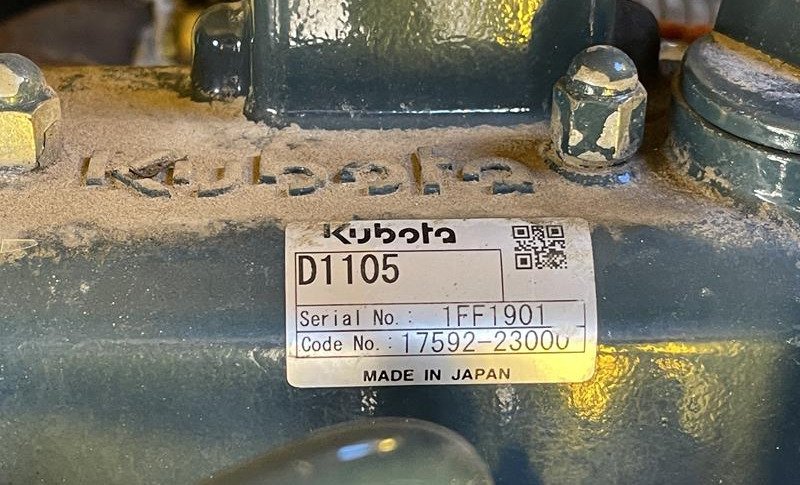 Kubota
Kubota
D1105
Serial No.: 1FF1901
Code No.: 17592-23000
MADE IN JAPAN